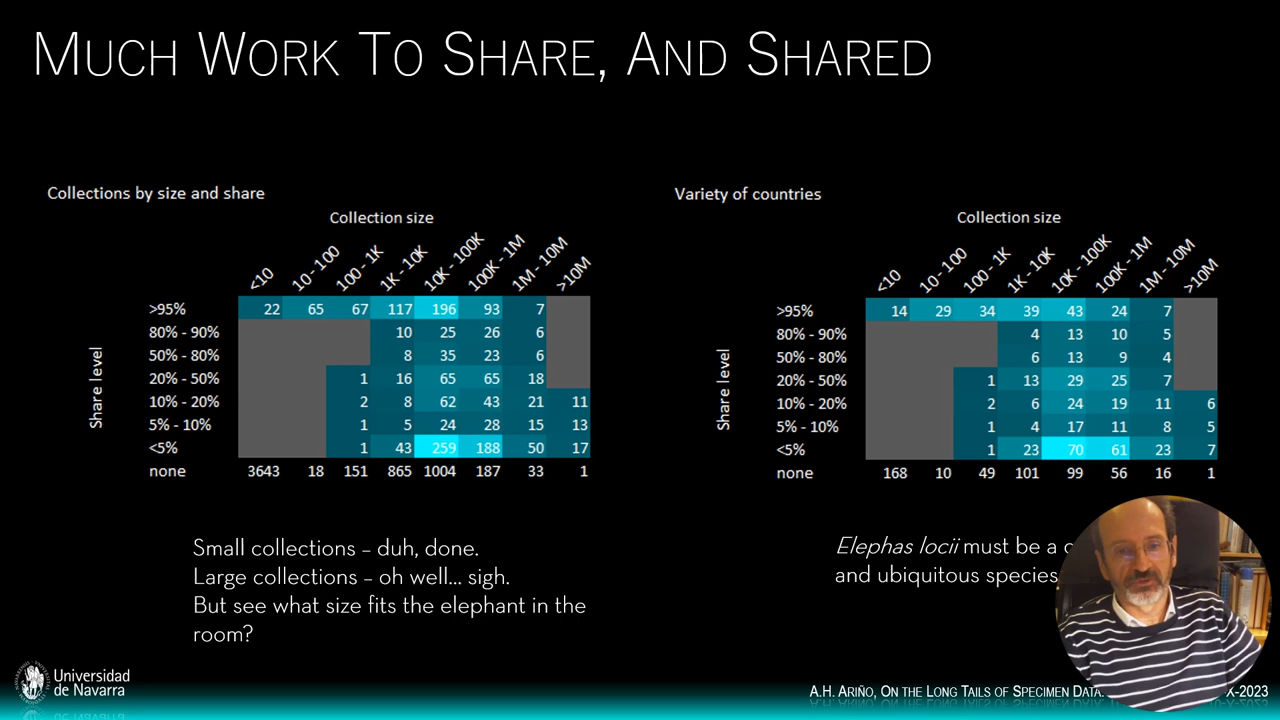 MUCH WORK TO SHARE, AND SHARED
Collections by size and share
Collection size
<10 10 - 100 100 - 1K 1K - 10K 10K - 100K 100K - 1M 1M - 10M >10M
Share level
>95% 22 65 67 117 196 93 7
80% - 90% 10 25 26 6
50% - 80% 8 35 23 6
20% - 50% 1 16 65 65 18
10% - 20% 2 8 62 43 21 11
5% - 10% 1 5 24 28 15 13
<5% 1 43 259 188 50 17
none 3643 18 151 865 1004 187 33 1
Variety of countries
Collection size
<10 10 - 100 100 - 1K 1K - 10K 10K - 100K 100K - 1M 1M - 10M >10M
Share level
>95% 14 29 34 39 43 24 7
80% - 90% 4 13 10 5
50% - 80% 6 13 9 4
20% - 50% 1 13 29 25 7
10% - 20% 2 6 24 19 11 6
5% - 10% 1 4 17 11 8 5
<5% 1 23 70 61 23 7
none 168 10 49 101 99 56 16 1
Small collections – duh, done.
Large collections – oh well... sigh.
But see what size fits the elephant in the
room?
Elephas locii must be a
and ubiquitous species
Universidad
de Navarra
A.H. ARIÑO, ON THE LONG TAILS OF SPECIMEN DATA. X-2023